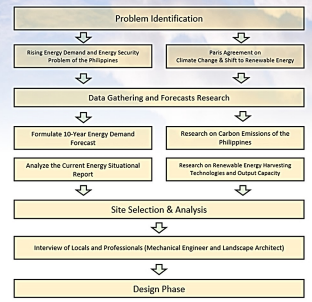 Problem Identification
Rising Energy Demand and Energy Security
Problem of the Philippines
Paris Agreement on
Climate Change & Shift to Renewable Energy
Data Gathering and Forecasts Research
Formulate 10-Year Energy Demand
Forecast
Research on Carbon Emissions of the
Philippines
Analyze the Current Energy Situational
Report
Research on Renewable Energy Harvesting
Technologies and Output Capacity
Site Selection & Analysis
Interview of Locals and Professionals (Mechanical Engineer and Landscape Architect)
Design Phase